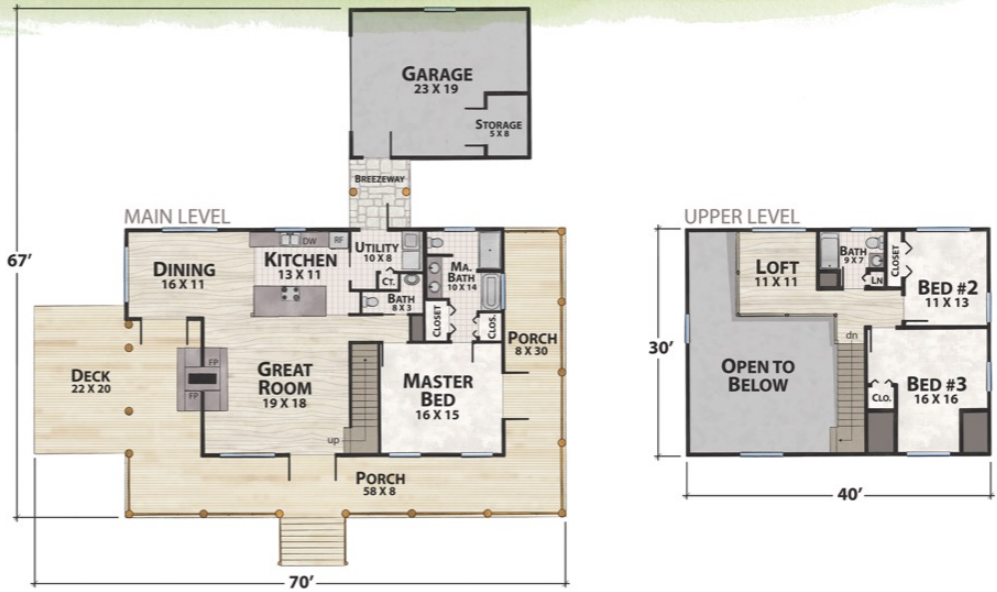 GARAGE
23 X 19
STORAGE
5 X 8
BREEZEWAY
MAIN LEVEL
67'
DINING
16 X 11
KITCHEN
13 X 11
DW
RF
UTILITY
10 X 8
CT.
BATH
8 X 3
MA.
BATH
10 X 14
CLOSET
CLOS.
PORCH
8 X 30
DECK
22 X 20
FP
FP
GREAT
ROOM
19 X 18
up
MASTER
BED
16 X 15
PORCH
58 X 8
70'
UPPER LEVEL
30'
LOFT
11 X 11
BATH
9 X 7
LN
CLOSET
BED #2
11 X 13
dn
OPEN TO
BELOW
CLO.
BED #3
16 X 16
40'